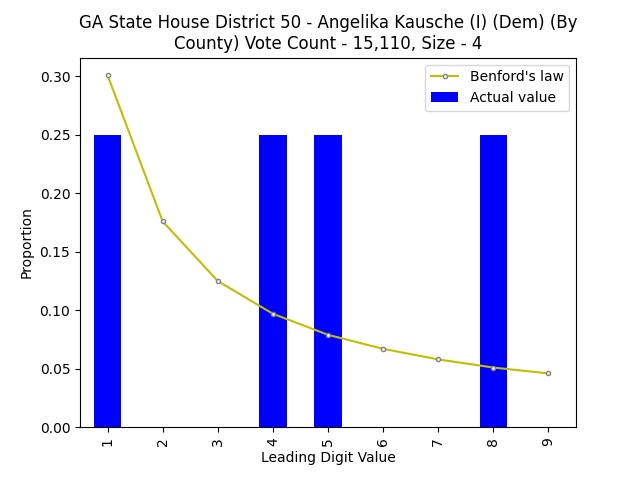 GA State House District 50 - Angelika Kausche (I) (Dem) (By
County) Vote Count - 15,110, Size - 4
Benford's law
Actual value
0.30
0.25
0.20
0.15
0.10
0.05
0.00
Proportion
1 2 3 4 5 6 7 8 9
Leading Digit Value